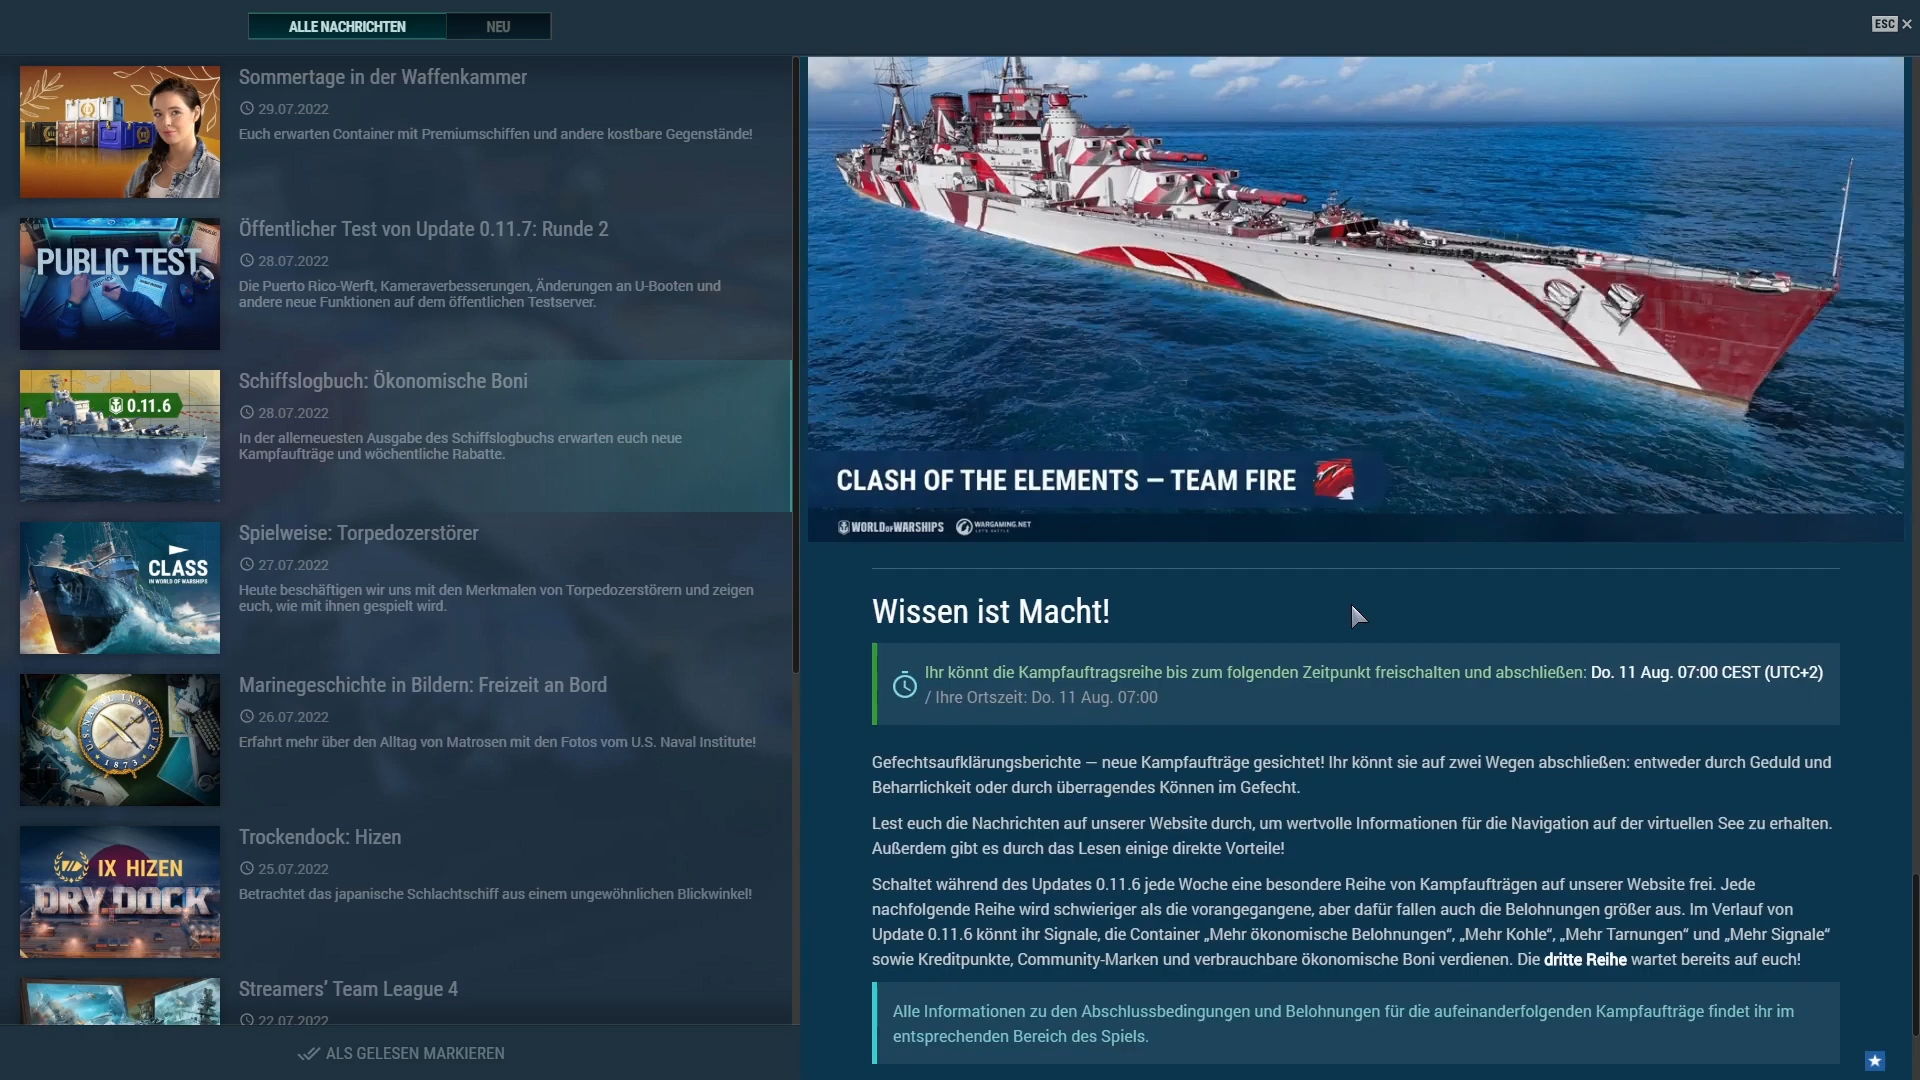 ALLE NACHRICHTEN
NEU
ESC
Sommertage in der Waffenkammer
29.07.2022
Euch erwarten Container mit Premiumschiffen und andere kostbare Gegenstände!
PUBLIC TEST
Öffentlicher Test von Update 0.11.7: Runde 2
28.07.2022
Die Puerto Rico-Werft, Kameraverbesserungen, Änderungen an U-Booten und
andere neue Funktionen auf dem öffentlichen Testserver.
0.11.6
Schiffslogbuch: Ökonomische Boni
28.07.2022
In der allerneuesten Ausgabe des Schiffslogbuchs erwarten euch neue
Kampfaufträge und wöchentliche Rabatte.
CLASS
IN WORLD OF WARSHIPS
Spielweise: Torpedozerstörer
27.07.2022
Heute beschäftigen wir uns mit den Merkmalen von Torpedozerstörern und zeigen
euch, wie mit ihnen gespielt wird.
U.S. NAVAL INSTITUTE
1873
Marinegeschichte in Bildern: Freizeit an Bord
26.07.2022
Erfahrt mehr über den Alltag von Matrosen mit den Fotos vom U.S. Naval Institute!
IX HIZEN
DRY DOCK
Trockendock: Hizen
25.07.2022
Betrachtet das japanische Schlachtschiff aus einem ungewöhnlichen Blickwinkel!
Streamers' Team League 4
22.07.2022
ALS GELESEN MARKIEREN
CLASH OF THE ELEMENTS – TEAM FIRE
WORLD OF WARSHIPS
WARGAMING.NET
LET'S BATTLE
Wissen ist Macht!
Ihr könnt die Kampfauftragsreihe bis zum folgenden Zeitpunkt freischalten und abschließen: Do. 11 Aug. 07:00 CEST (UTC+2)
/ Ihre Ortszeit: Do. 11 Aug. 07:00
Gefechtsaufklärungsberichte — neue Kampfaufträge gesichtet! Ihr könnt sie auf zwei Wegen abschließen: entweder durch Geduld und
Beharrlichkeit oder durch überragendes Können im Gefecht.
Lest euch die Nachrichten auf unserer Website durch, um wertvolle Informationen für die Navigation auf der virtuellen See zu erhalten.
Außerdem gibt es durch das Lesen einige direkte Vorteile!
Schaltet während des Updates 0.11.6 jede Woche eine besondere Reihe von Kampfaufträgen auf unserer Website frei. Jede
nachfolgende Reihe wird schwieriger als die vorangegangene, aber dafür fallen auch die Belohnungen größer aus. Im Verlauf von
Update 0.11.6 könnt ihr Signale, die Container „Mehr ökonomische Belohnungen“, „Mehr Kohle“, „Mehr Tarnungen“ und „Mehr Signale“
sowie Kreditpunkte, Community-Marken und verbrauchbare ökonomische Boni verdienen. Die dritte Reihe wartet bereits auf euch!
Alle Informationen zu den Abschlussbedingungen und Belohnungen für die aufeinanderfolgenden Kampfaufträge findet ihr im
entsprechenden Bereich des Spiels.